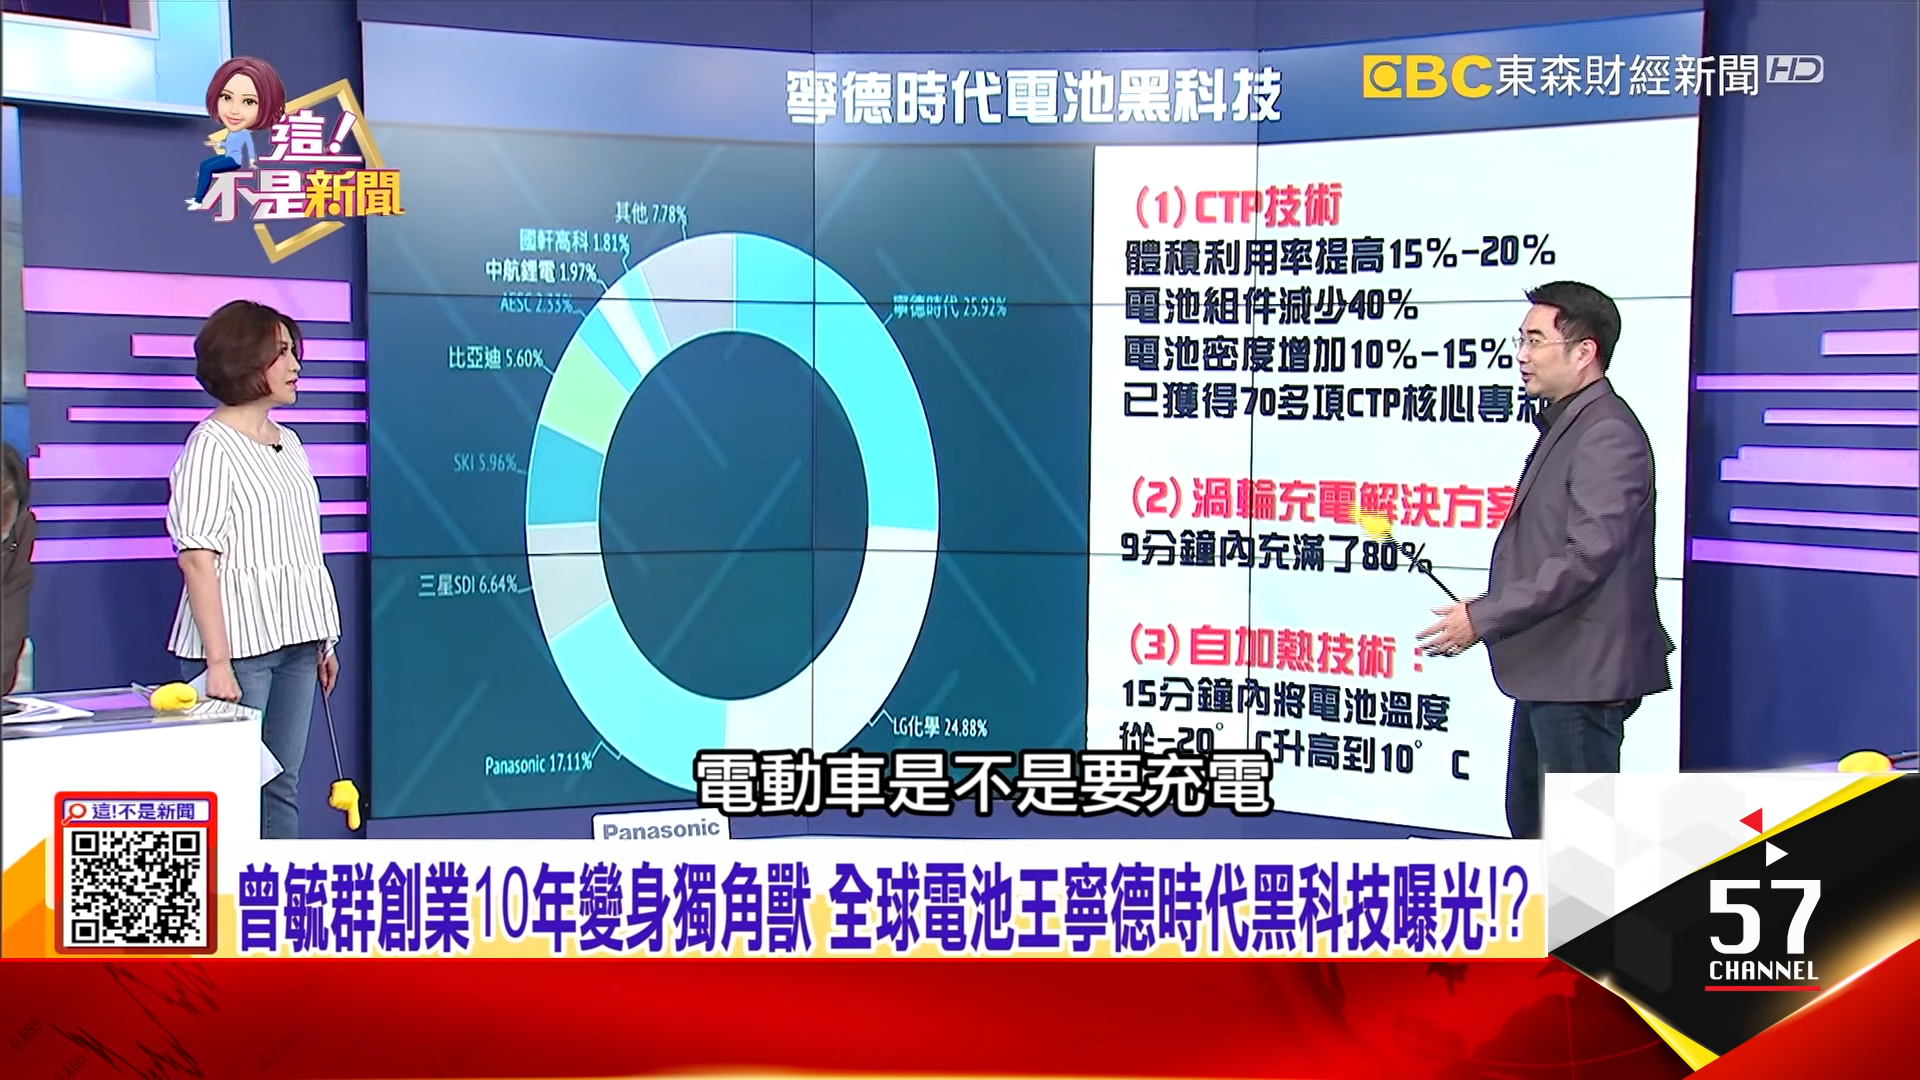 寧德時代電池黑科技
EBC東森財經新聞HD
這!
不是新聞
其他 7.78%
國軒高科 1.81%
中航鋰電 1.97%
AESC 2.33%
比亞迪 5.60%
SKI 5.96%
三星SDI 6.64%
Panasonic 17.11%
LG化學 24.88%
寧德時代 25.92%
(1)CTP技術
體積利用率提高15%-20%
電池組件減少40%
電池密度增加10%-15%
已獲得70多項CTP核心專利
(2)渦輪充電解決方案
9分鐘內充滿了80%
(3)自加熱技術：
15分鐘內將電池溫度
從-20°C升高到10°C
電動車是不是要充電
Panasonic
這!不是新聞
曾毓群創業10年變身獨角獸 全球電池王寧德時代黑科技曝光!?
57
CHANNEL